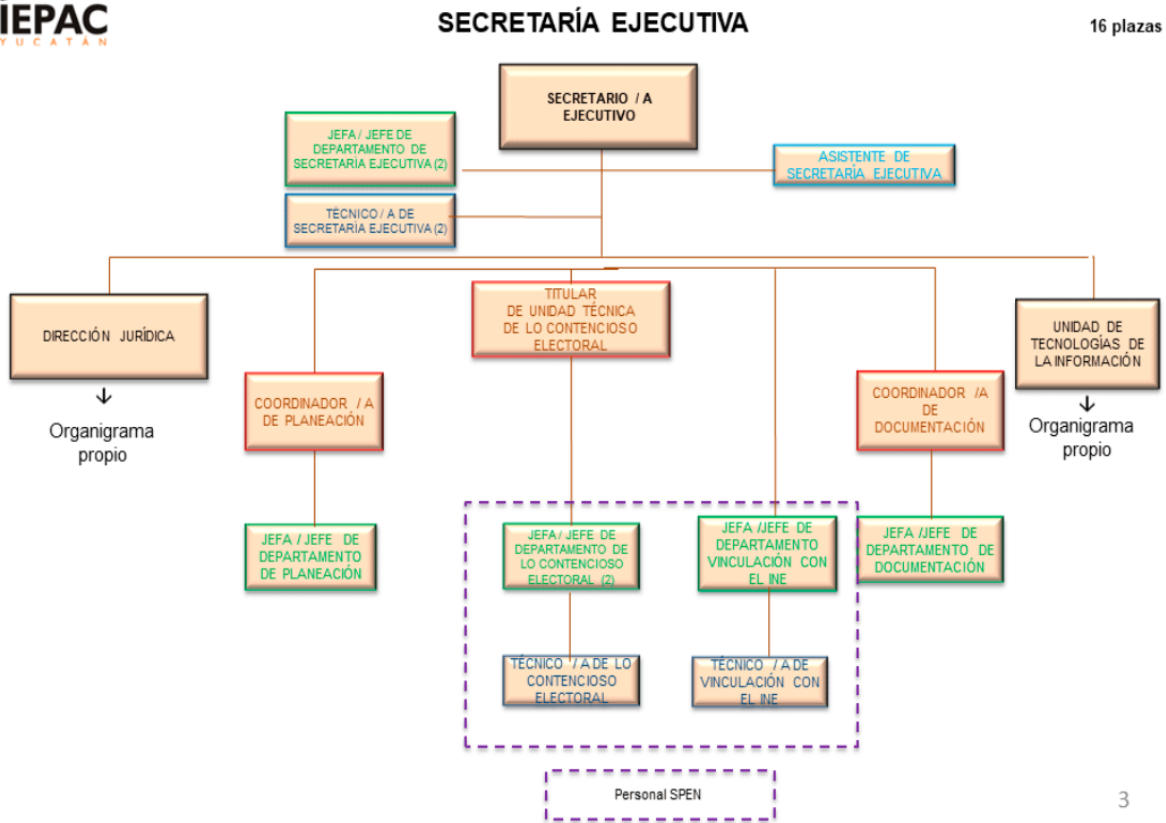 iEPAC
YUCATÁN
SECRETARÍA EJECUTIVA
16 plazas
SECRETARIO / A
EJECUTIVO
JEFA / JEFE DE
DEPARTAMENTO DE
SECRETARÍA EJECUTIVA (2)
ASISTENTE DE
SECRETARÍA EJECUTIVA
TÉCNICO / A DE
SECRETARÍA EJECUTIVA (2)
DIRECCIÓN JURÍDICA
Organigrama
propio
TITULAR
DE UNIDAD TÉCNICA
DE LO CONTENCIOSO
ELECTORAL
UNIDAD DE
TECNOLOGÍAS DE
LA INFORMACIÓN
Organigrama
propio
COORDINADOR / A
DE PLANEACIÓN
COORDINADOR /A
DE
DOCUMENTACIÓN
JEFA / JEFE DE
DEPARTAMENTO
DE PLANEACIÓN
JEFA / JEFE DE
DEPARTAMENTO DE
LO CONTENCIOSO
ELECTORAL (2)
JEFA /JEFE DE
DEPARTAMENTO
VINCULACIÓN CON
EL INE
JEFA /JEFE DE
DEPARTAMENTO DE
DOCUMENTACIÓN
TÉCNICO / A DE LO
CONTENCIOSO
ELECTORAL
TÉCNICO / A DE
VINCULACIÓN CON
EL INE
Personal SPEN
3